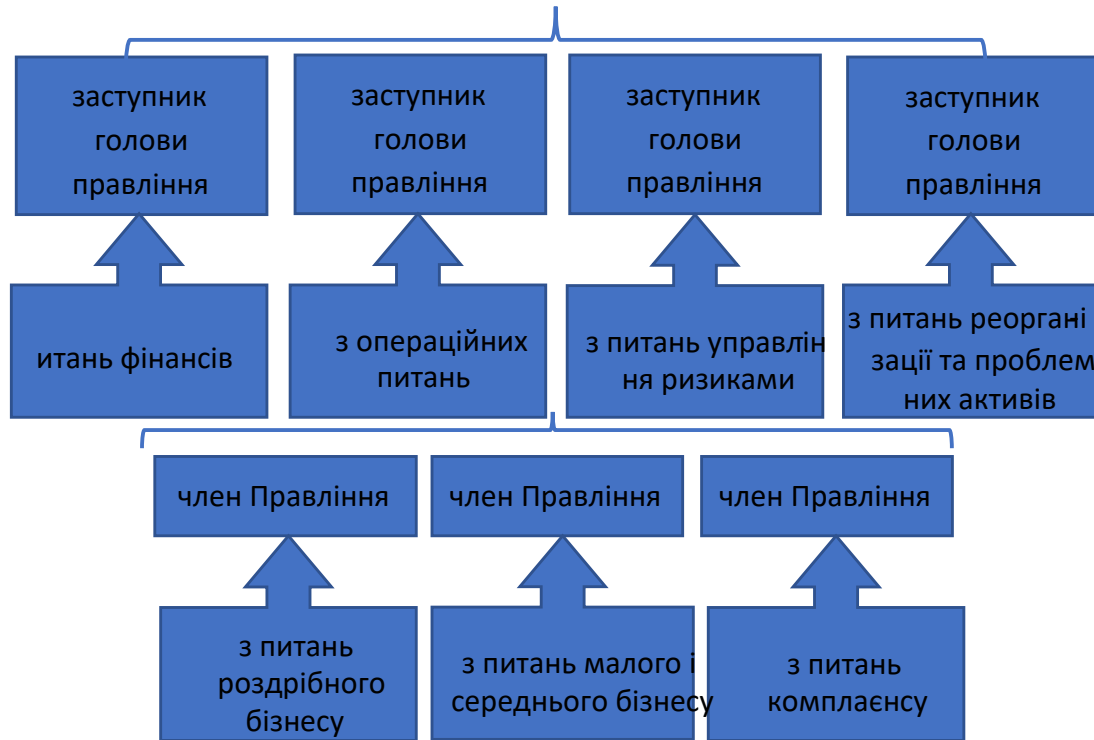 заступник
голови
правління
заступник
голови
правління
заступник
голови
правління
заступник
голови
правління
итань фінансів
з операційних
питань
з питань управлін
ня ризиками
з питань реоргані
зації та проблем
них активів
член Правління
член Правління
член Правління
з питань
роздрібного
бізнесу
з питань малого і
середнього бізнесу
з питань
комплаєнсу